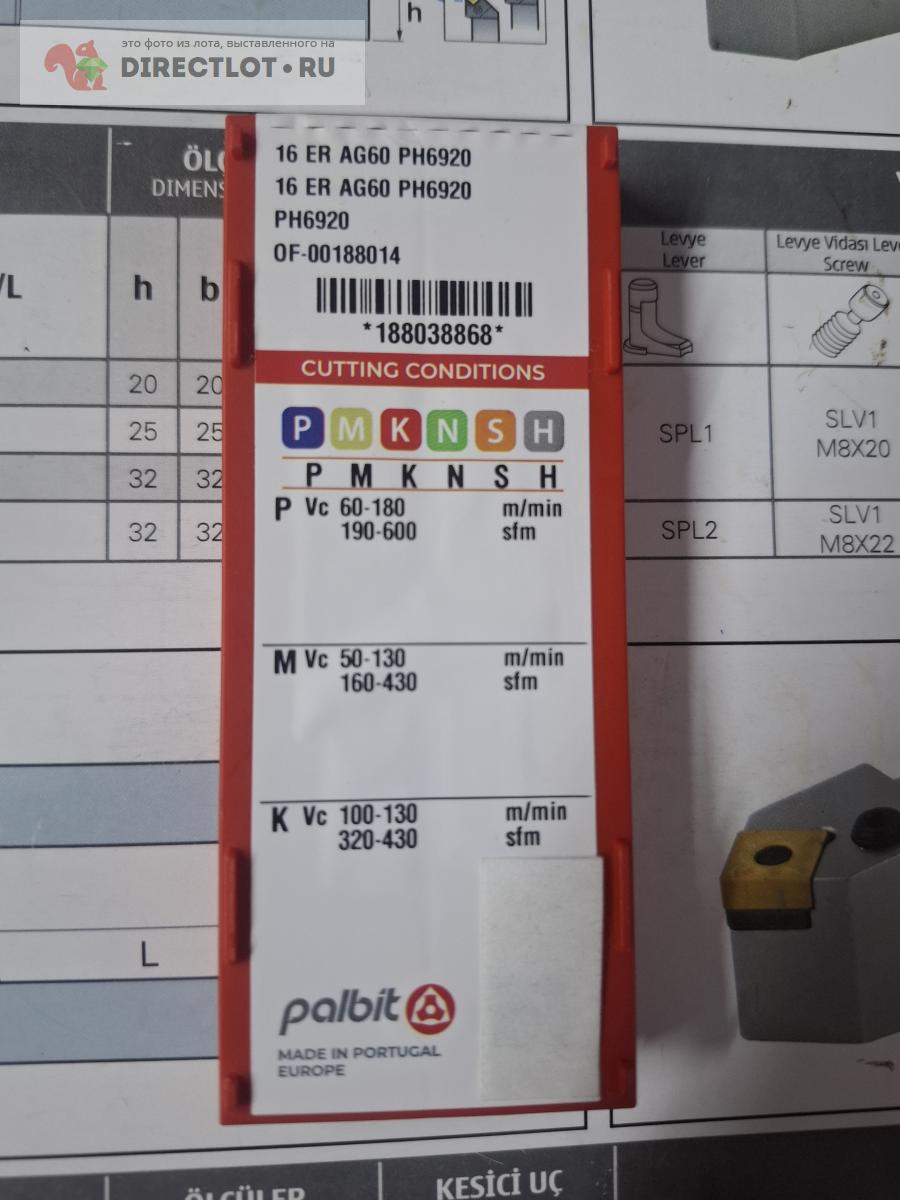 это фото из лота, выставленного на
DIRECTLOT•RU
h
16 ER AG60 PH6920
16 ER AG60 PH6920
PH6920
OF-00188014
*188038868*
CUTTING CONDITIONS
P M K N S H
P M K N S H
P Vc 60-180 m/min
190-600 sfm
M Vc 50-130 m/min
160-430 sfm
K Vc 100-130 m/min
320-430 sfm
palbit
MADE IN PORTUGAL
EUROPE
/L
h b
20 20
25 25
32 32
32 32
L
Levye
Lever
Levye Vidası
Screw
SPL1
SLV1
M8X20
SPL2
SLV1
M8X22
ÖLÇÜLER
KESİCİ UÇ